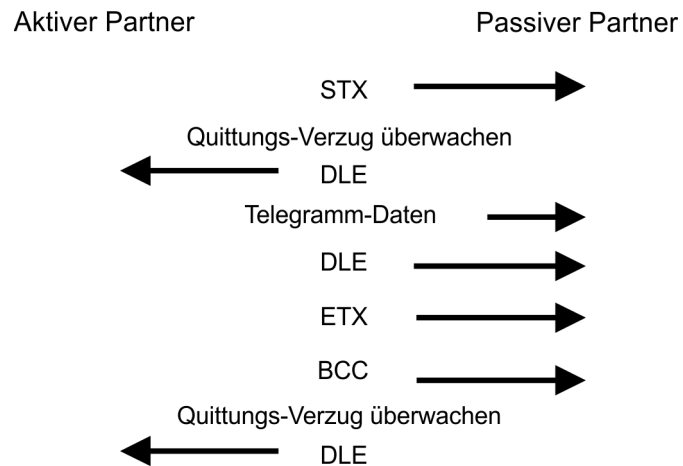 Aktiver Partner
Passiver Partner
STX
Quittungs-Verzug überwachen
DLE
Telegramm-Daten
DLE
ETX
BCC
Quittungs-Verzug überwachen
DLE